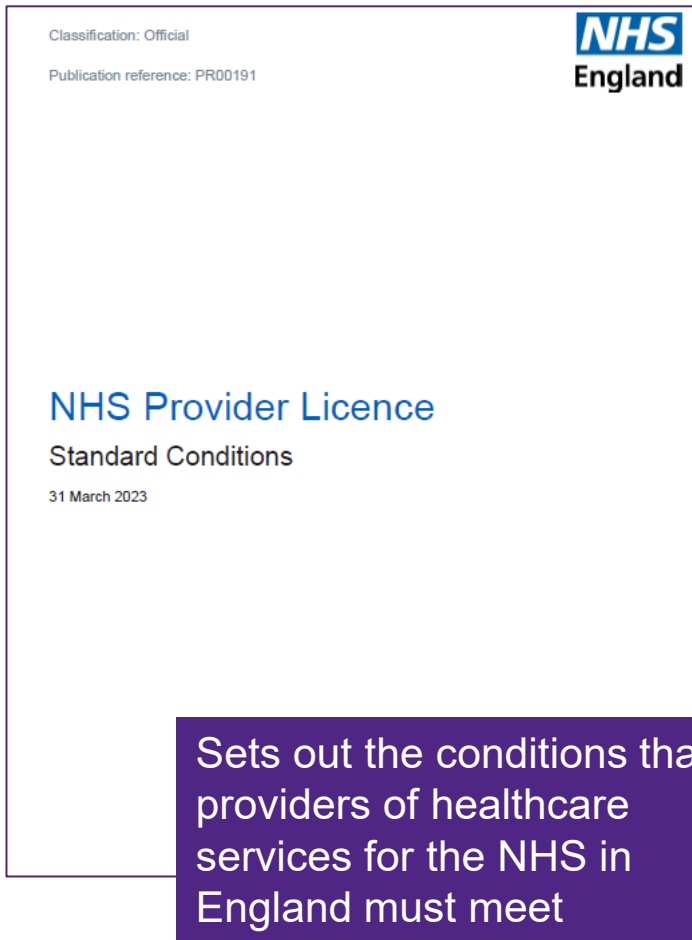 Classification: Official
NHS
Publication reference: PR00191
England
NHS Provider Licence
Standard Conditions
31 March 2023
Sets out the conditions tha
providers of healthcare
services for the NHS in
England must meet